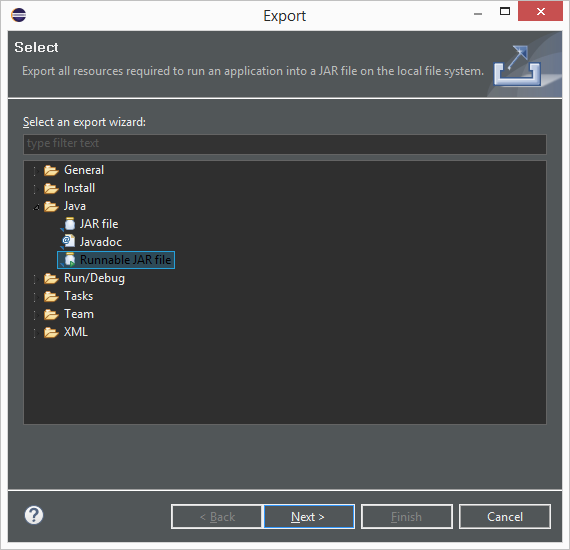 Export
Select
Export all resources required to run an application into a JAR file on the local file system.
Select an export wizard:
type filter text
General
Install
Java
JAR file
Javadoc
Runnable JAR file
Run/Debug
Tasks
Team
XML
< Back
Next >
Finish
Cancel